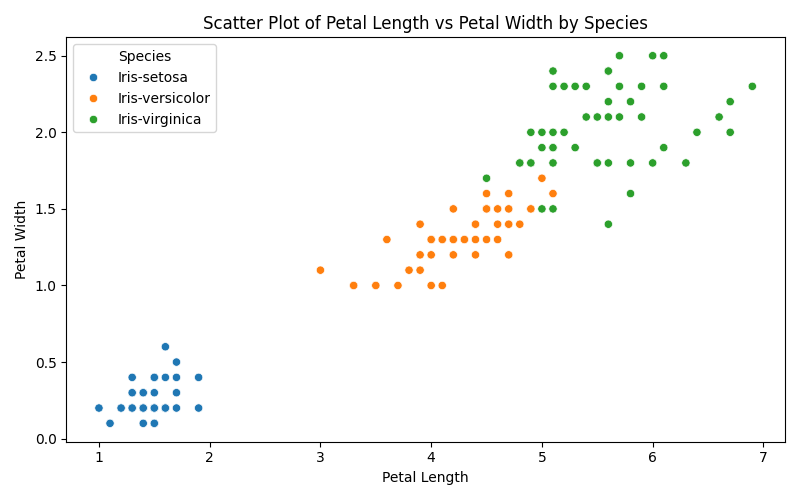 Scatter Plot of Petal Length vs Petal Width by Species
Species
Iris-setosa
Iris-versicolor
Iris-virginica
2.5
2.0
1.5
1.0
0.5
0.0
Petal Width
1 2 3 4 5 6 7
Petal Length